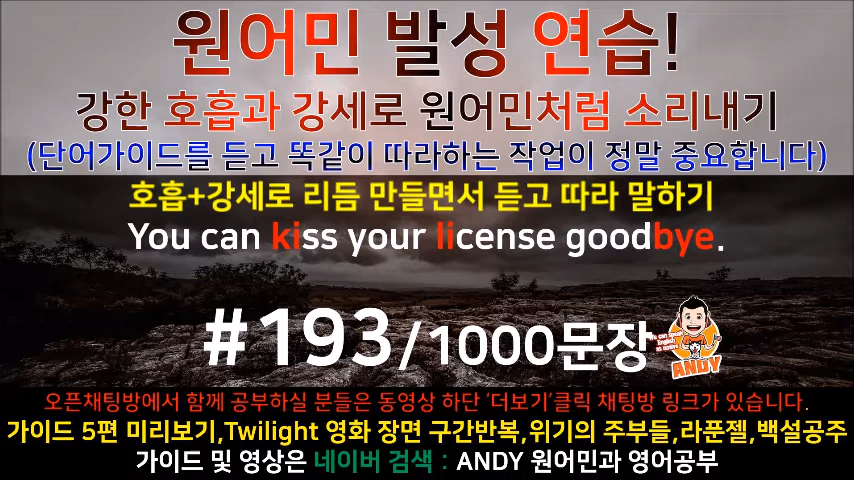 원어민 발성 연습!
강한 호흡과 강세로 원어민처럼 소리내기
(단어가이드를 듣고 똑같이 따라하는 작업이 정말 중요합니다)
호흡+강세로 리듬 만들면서 듣고 따라 말하기
You can kiss your license goodbye.
#193/1000문장
We can speak
English
as native
ANDY
오픈채팅방에서 함께 공부하실 분들은 동영상 하단 '더보기'클릭 채팅방 링크가 있습니다.
가이드 5편 미리보기,Twilight 영화 장면 구간반복,위기의 주부들,라푼젤,백설공주
가이드 및 영상은 네이버 검색 : ANDY 원어민과 영어공부